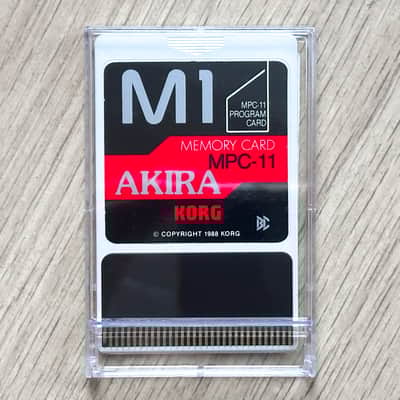 M1
MPC-11
PROGRAM
CARD
MEMORY CARD
MPC-11
AKIRA
KORG
© COPYRIGHT 1988 KORG